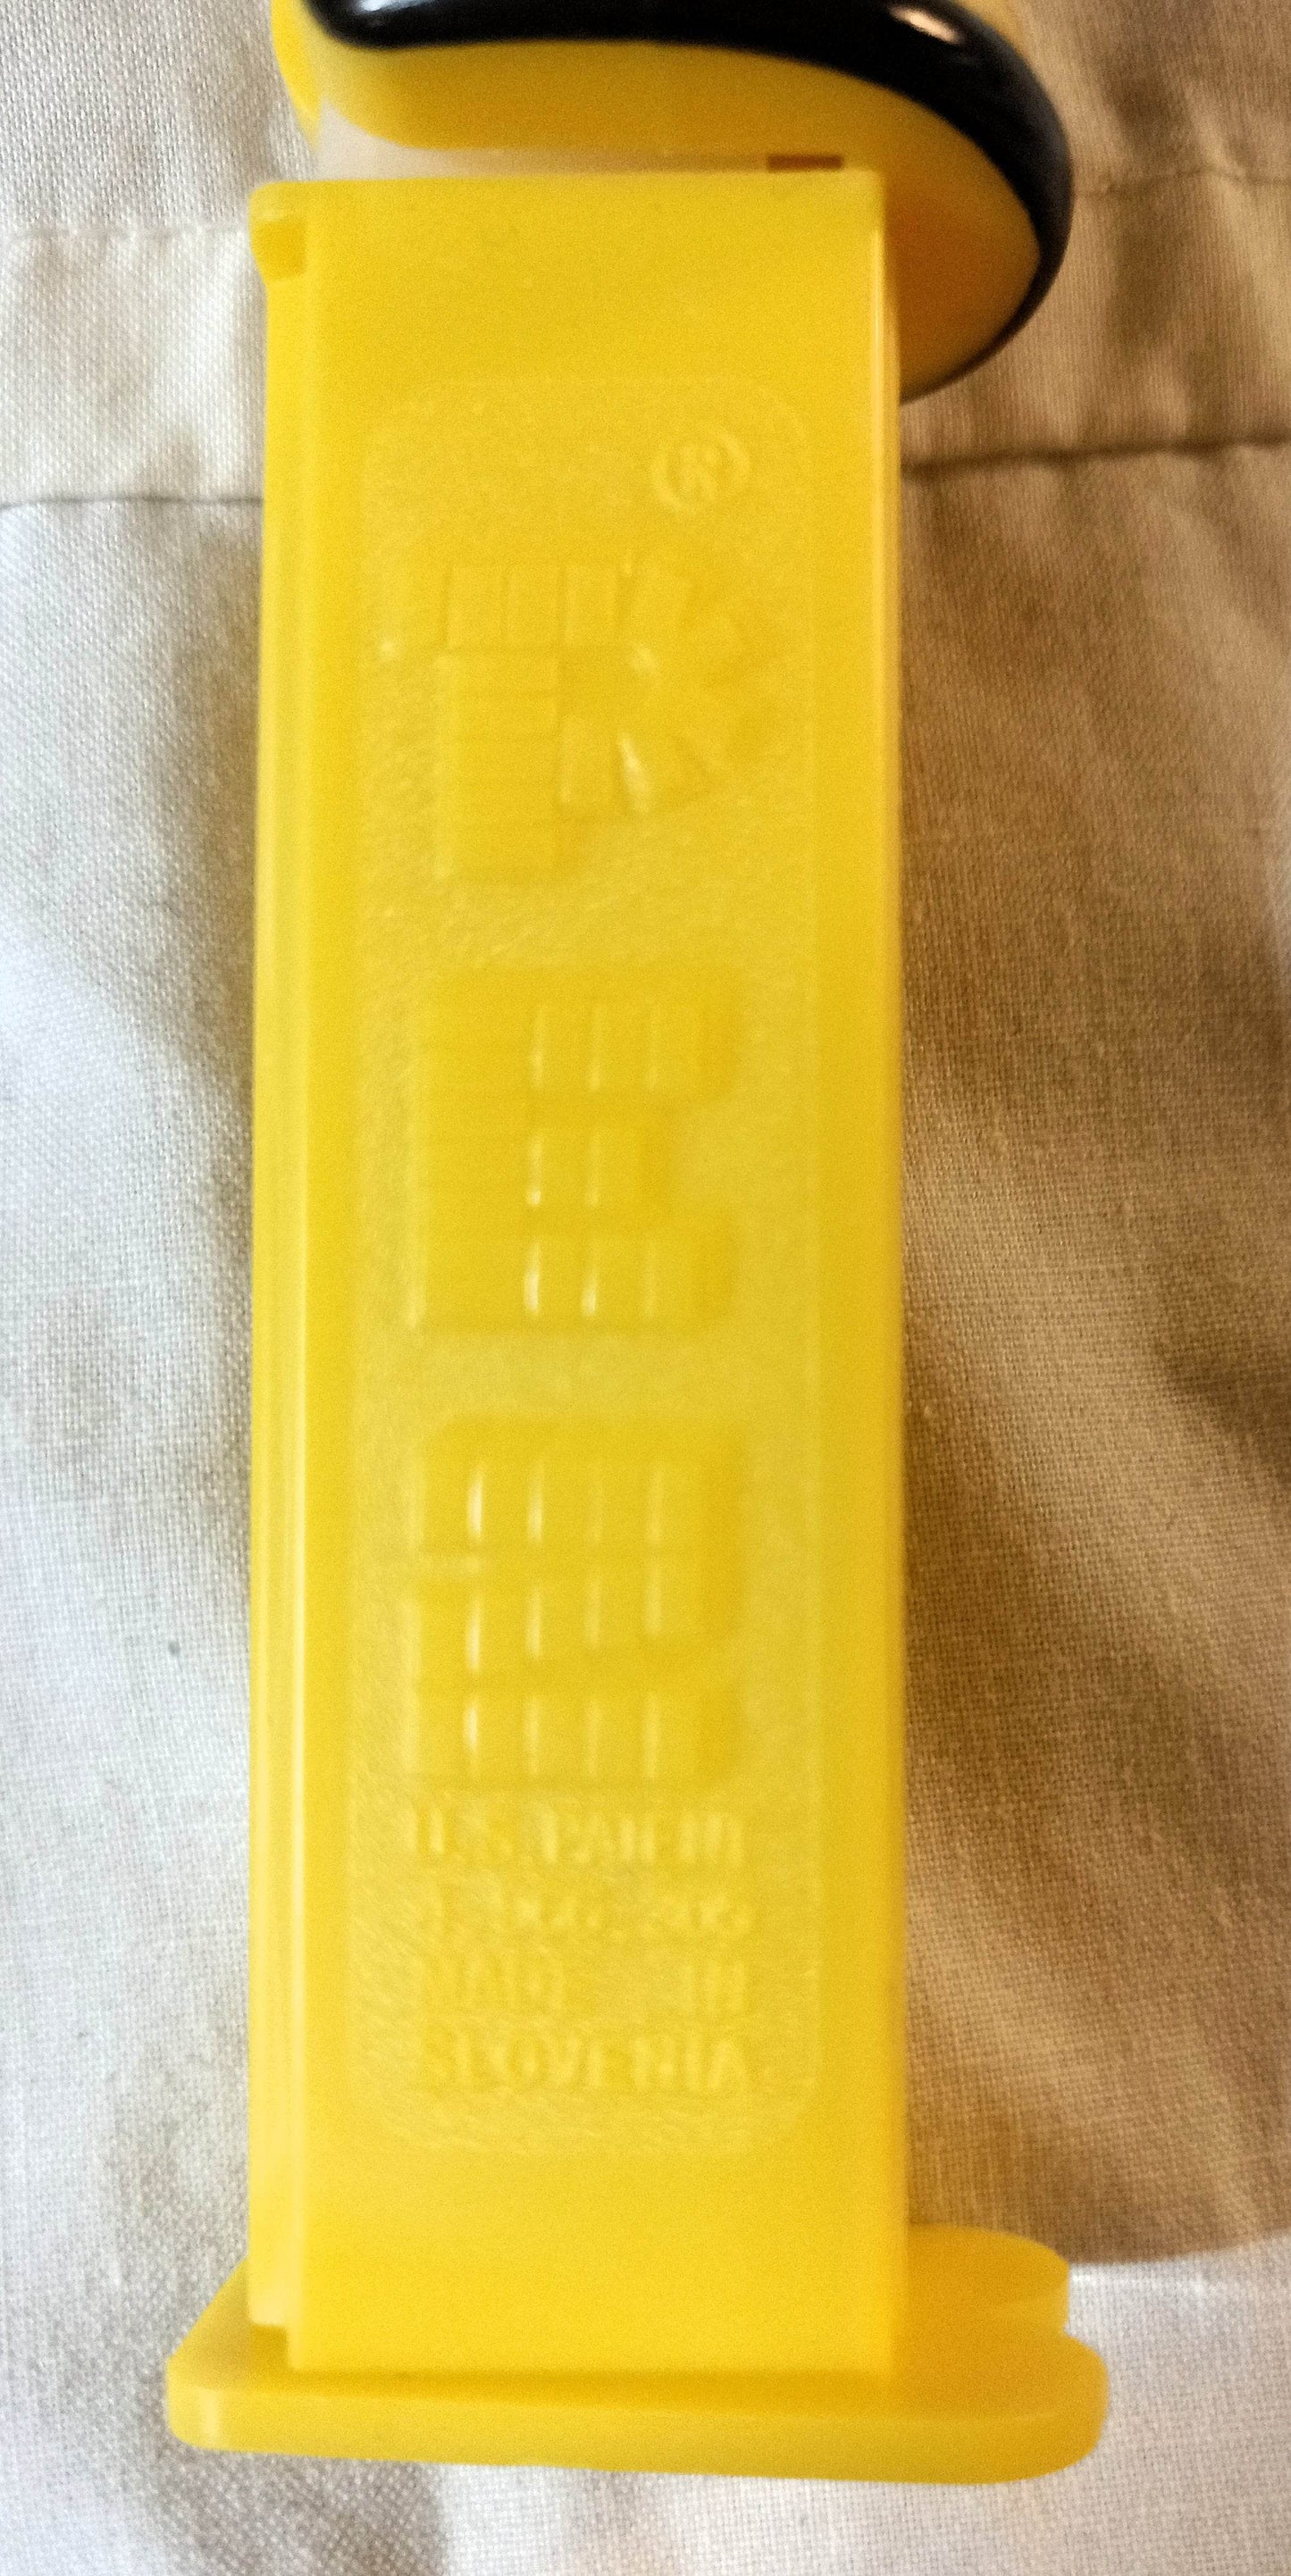 PEZ ®
U.S. PATENT
MADE IN
SLOVENIA